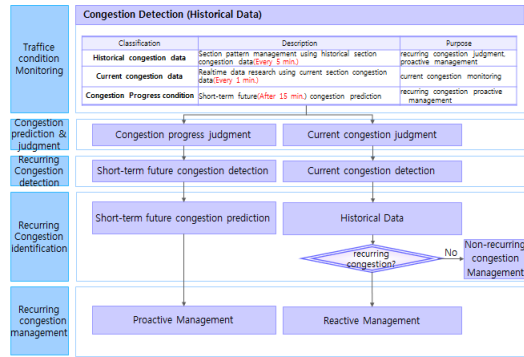 Traffice
condition
Monitoring
Congestion Detection (Historical Data)
Classification Description Purpose
Historical congestion data Section pattern management using historical section
congestion data(Every 5 min.) recurring congestion judgment,
proactive management
Current congestion data Realtime data research using current section congestion
data(Every 1 min.) current congestion monitoring
Congestion Progress condition Short-term future(After 15 min.) congestion prediction recurring congestion proactive
management
Congestion
prediction &
judgment
Congestion progress judgment Current congestion judgment
Recurring
Congestion
detection
Short-term future congestion detection Current congestion detection
Recurring
Congestion
identification
Short-term future congestion prediction Historical Data
recurring
congestion?
No
Non-recurring
congestion
Management
Recurring
congestion
management
Proactive Management Reactive Management